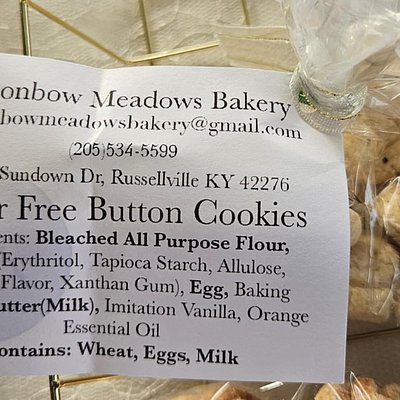 onbow Meadows Bakery
bowmeadowsbakery@gmail.com
(205)534-5599
Sundown Dr, Russellville KY 42276
r Free Button Cookies
ents: Bleached All Purpose Flour,
(Erythritol, Tapioca Starch, Allulose,
Flavor, Xanthan Gum), Egg, Baking
utter(Milk), Imitation Vanilla, Orange
Essential Oil
ontains: Wheat, Eggs, Milk